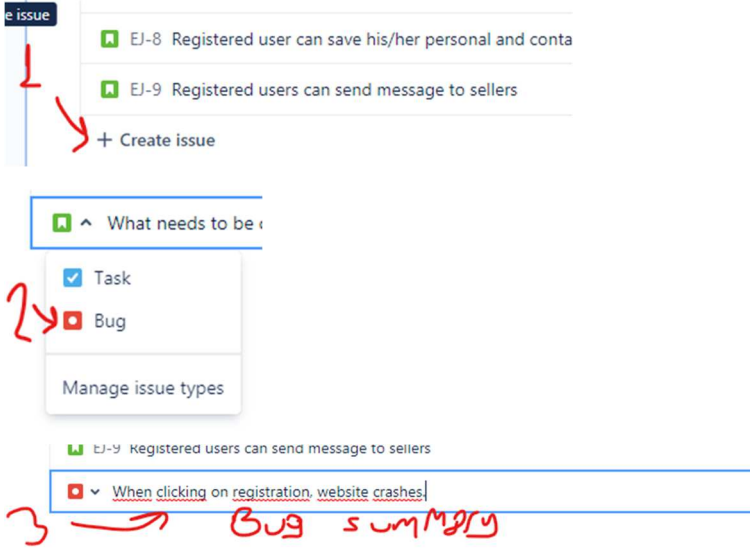 e issue
EJ-8 Registered user can save his/her personal and conta
1
EJ-9 Registered users can send message to sellers
+ Create issue
What needs to be
Task
2
Bug
Manage issue types
EJ-9 Registered users can send message to sellers
When clicking on registration, website crashes.
3 Bug summary